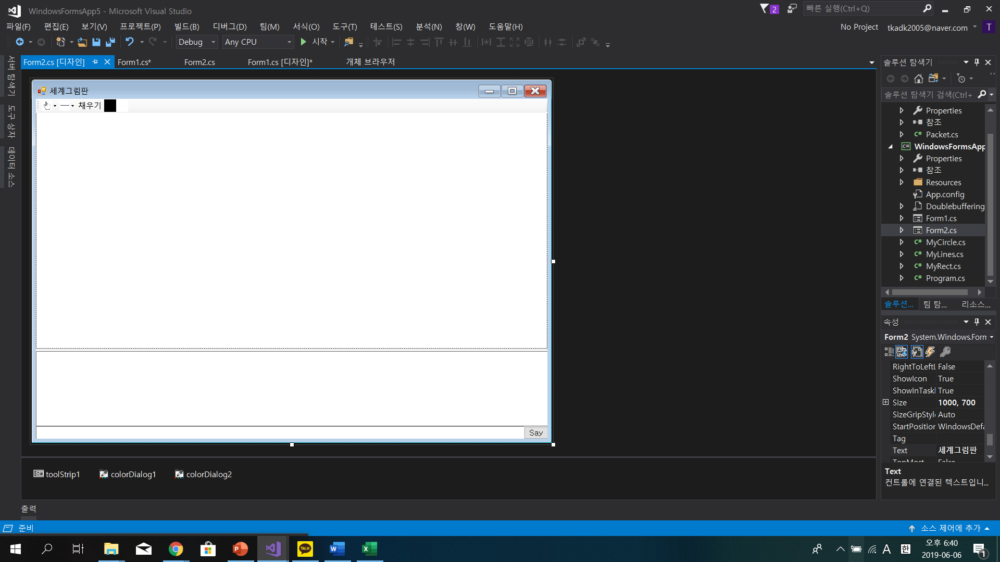 WindowsFormsApp5 - Microsoft Visual Studio
2
빠른 실행(Ctrl+Q)
파일(F) 편집(E) 보기(V) 프로젝트(P) 빌드(B) 디버그(D) 팀(M) 서식(O) 도구(T) 테스트(S) 분석(N) 창(W) 도움말(H)
No Project tkadk2005@naver.com T
Debug Any CPU 시작
서버 탐색기
도구 상자
데이터 소스
Form2.cs [디자인] Form1.cs* Form2.cs Form1.cs [디자인]* 개체 브라우저
세계그림판
채우기
Say
toolStrip1 colorDialog1 colorDialog2
출력
솔루션 탐색기
솔루션 탐색기 검색(Ctrl+
Properties
참조
C# Packet.cs
C# WindowsFormsApp
Properties
참조
Resources
App.config
Doublebuffering
Form1.cs
Form2.cs
C# MyCircle.cs
C# MyLines.cs
C# MyRect.cs
C# Program.cs
솔루션... 팀 탐... 리소스...
속성
Form2 System.Windows.Form
RightToLeftL False
ShowIcon True
ShowInTaskl True
Size 1000, 700
SizeGripStyle Auto
StartPosition WindowsDefa
Tag
Text 세계그림판
TopMost False
Text
컨트롤에 연결된 텍스트입니...
준비
소스 제어에 추가
P TALK W X
A 한
오후 6:40
2019-06-06
1